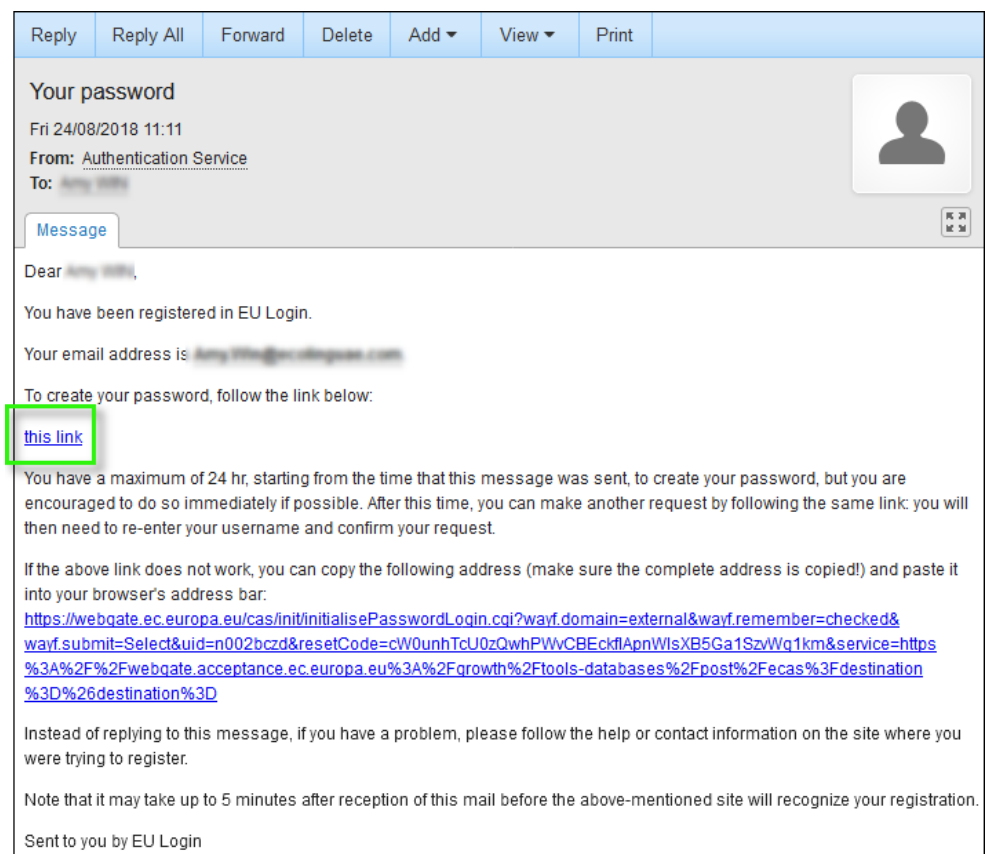 Reply Reply All Forward Delete Add View Print
Your password
Fri 24/08/2018 11:11
From: Authentication Service
To:
Message
Dear ,
You have been registered in EU Login.
Your email address is
To create your password, follow the link below:
this link
You have a maximum of 24 hr, starting from the time that this message was sent, to create your password, but you are
encouraged to do so immediately if possible. After this time, you can make another request by following the same link: you will
then need to re-enter your username and confirm your request.
If the above link does not work, you can copy the following address (make sure the complete address is copied!) and paste it
into your browser's address bar:
https://webgate.ec.europa.eu/cas/init/initialisePasswordLogin.cgi?wayf.domain=external&wayf.remember=checked&
wayf.submit=Select&uid=n002bczd&resetCode=cW0unhTcU0zQwhPWvCBEckflApnWIsXB5Ga1SzvWq1km&service=https
%3A%2F%2Fwebgate.acceptance.ec.europa.eu%3A%2Fgrowth%2Ftools-databases%2Fpost%2Fecas%3Fdestination
%3D%26destination%3D
Instead of replying to this message, if you have a problem, please follow the help or contact information on the site where you
were trying to register.
Note that it may take up to 5 minutes after reception of this mail before the above-mentioned site will recognize your registration.
Sent to you by EU Login